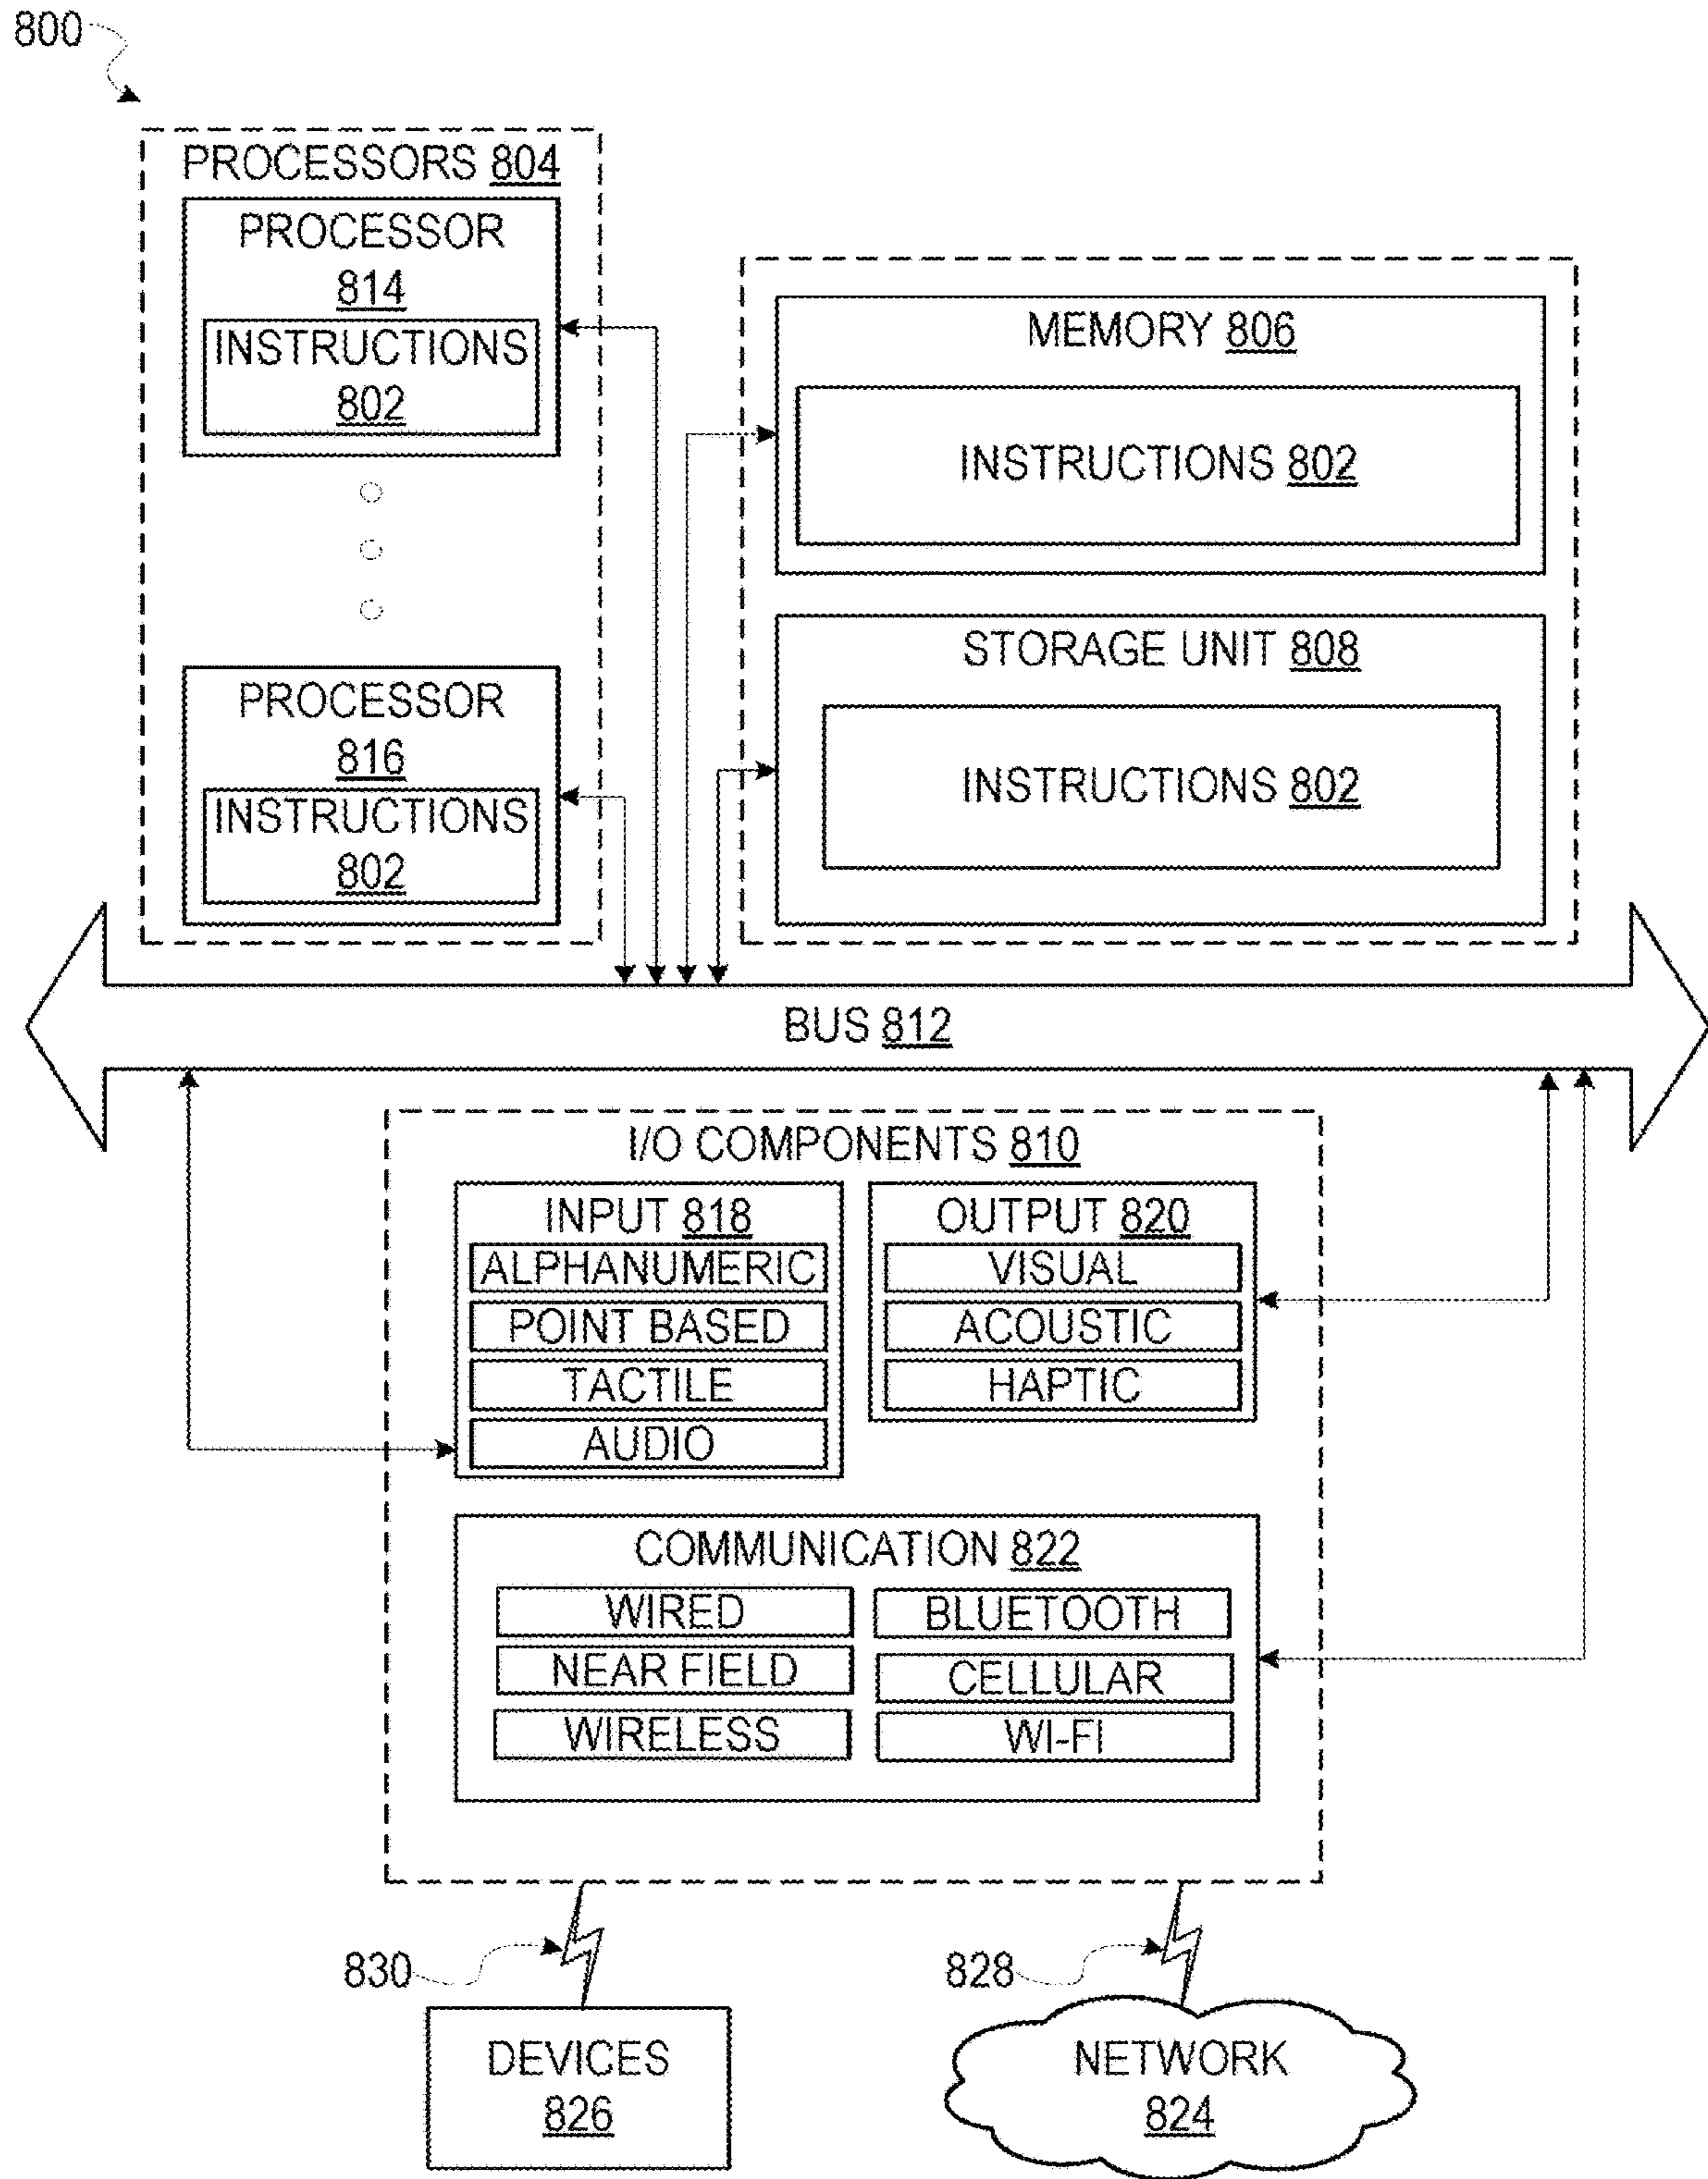 800
PROCESSORS 804
PROCESSOR
814
INSTRUCTIONS
802
PROCESSOR
816
INSTRUCTIONS
802
MEMORY 806
INSTRUCTIONS 802
STORAGE UNIT 808
INSTRUCTIONS 802
BUS 812
I/O COMPONENTS 810
INPUT 818
ALPHANUMERIC
POINT BASED
TACTILE
AUDIO
OUTPUT 820
VISUAL
ACOUSTIC
HAPTIC
COMMUNICATION 822
WIRED
NEAR FIELD
WIRELESS
BLUETOOTH
CELLULAR
WI-FI
830
828
DEVICES
826
NETWORK
824